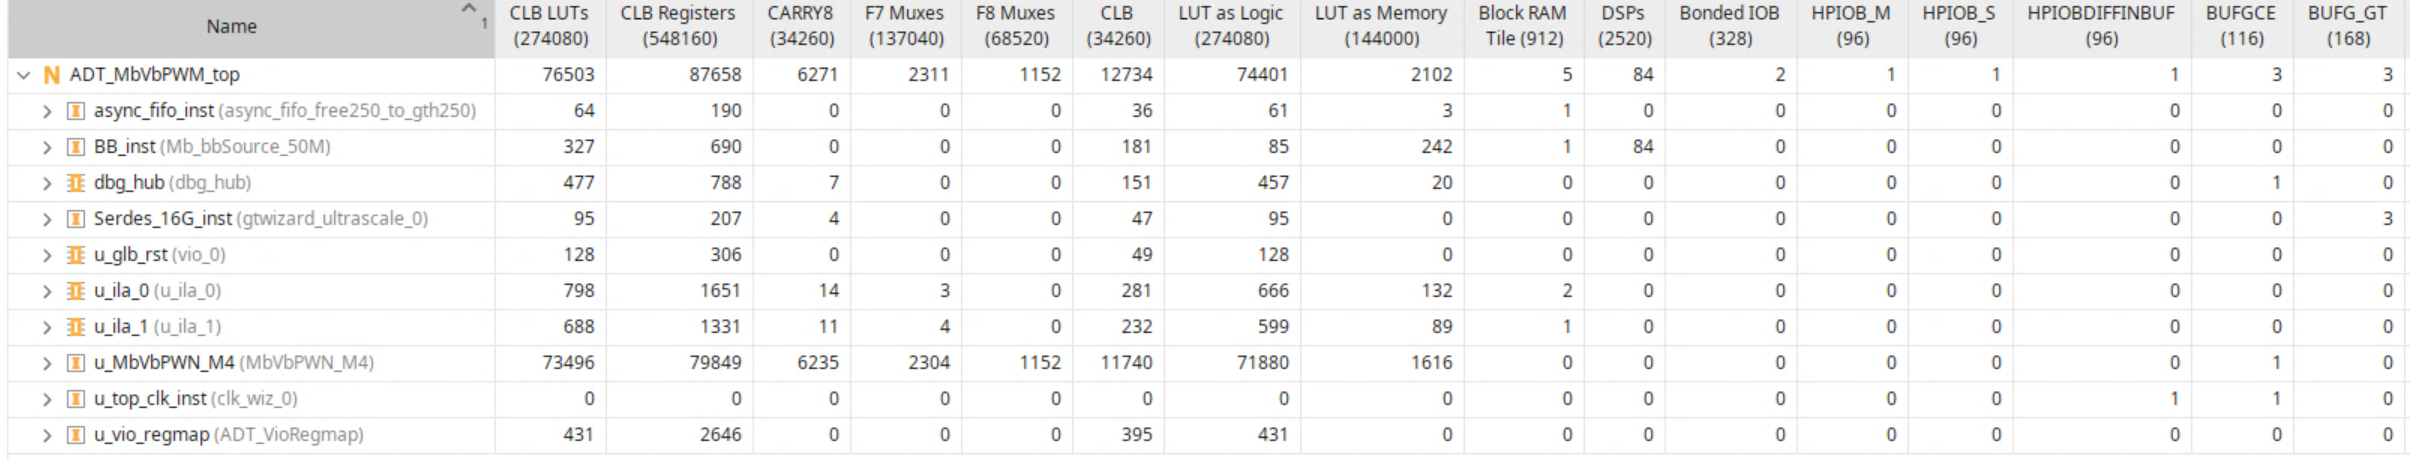 Name 1 CLB LUTs (274080) CLB Registers (548160) CARRY8 (34260) F7 Muxes (137040) F8 Muxes (68520) CLB (34260) LUT as Logic (274080) LUT as Memory (144000) Block RAM Tile (912) DSPs (2520) Bonded IOB (328) HPIOB_M (96) HPIOB_S (96) HPIOBDIFFINBUF (96) BUFGCE (116) BUFG_GT (168)
N ADT_MbVbPWM_top 76503 87658 6271 2311 1152 12734 74401 2102 5 84 2 1 1 1 3 3
async_fifo_inst (async_fifo_free250_to_gth250) 64 190 0 0 0 36 61 3 1 0 0 0 0 0 0 0
BB_inst (Mb_bbSource_50M) 327 690 0 0 0 181 85 242 1 84 0 0 0 0 0 0
dbg_hub (dbg_hub) 477 788 7 0 0 151 457 20 0 0 0 0 0 0 1 0
Serdes_16G_inst (gtwizard_ultrascale_0) 95 207 4 0 0 47 95 0 0 0 0 0 0 0 0 3
u_glb_rst (vio_0) 128 306 0 0 0 49 128 0 0 0 0 0 0 0 0 0
u_ila_0 (u_ila_0) 798 1651 14 3 0 281 666 132 2 0 0 0 0 0 0 0
u_ila_1 (u_ila_1) 688 1331 11 4 0 232 599 89 1 0 0 0 0 0 0 0
u_MbVbPWN_M4 (MbVbPWN_M4) 73496 79849 6235 2304 1152 11740 71880 1616 0 0 0 0 0 0 1 0
u_top_clk_inst (clk_wiz_0) 0 0 0 0 0 0 0 0 0 0 0 0 0 1 1 0
u_vio_regmap (ADT_VioRegmap) 431 2646 0 0 0 395 431 0 0 0 0 0 0 0 0 0